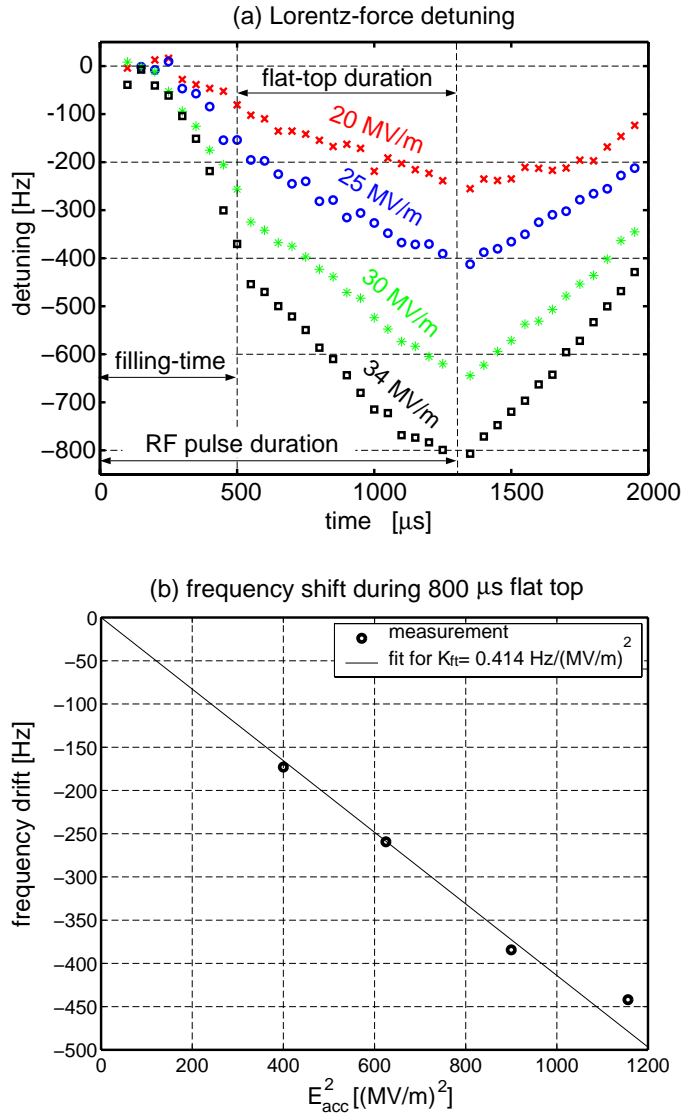 (a) Lorentz-force detuning
0
-100
-200
-300
-400
-500
-600
-700
-800
detuning [Hz]
flat-top duration
20 MV/m
25 MV/m
30 MV/m
34 MV/m
filling-time
RF pulse duration
0 500 1000 1500 2000
time [μs]
(b) frequency shift during 800 μs flat top
0
−50
−100
−150
−200
−250
−300
−350
−400
−450
−500
frequency drift [Hz]
measurement
fit for Kft= 0.414 Hz/(MV/m)²
0 200 400 600 800 1000 1200
E²acc [(MV/m)²]